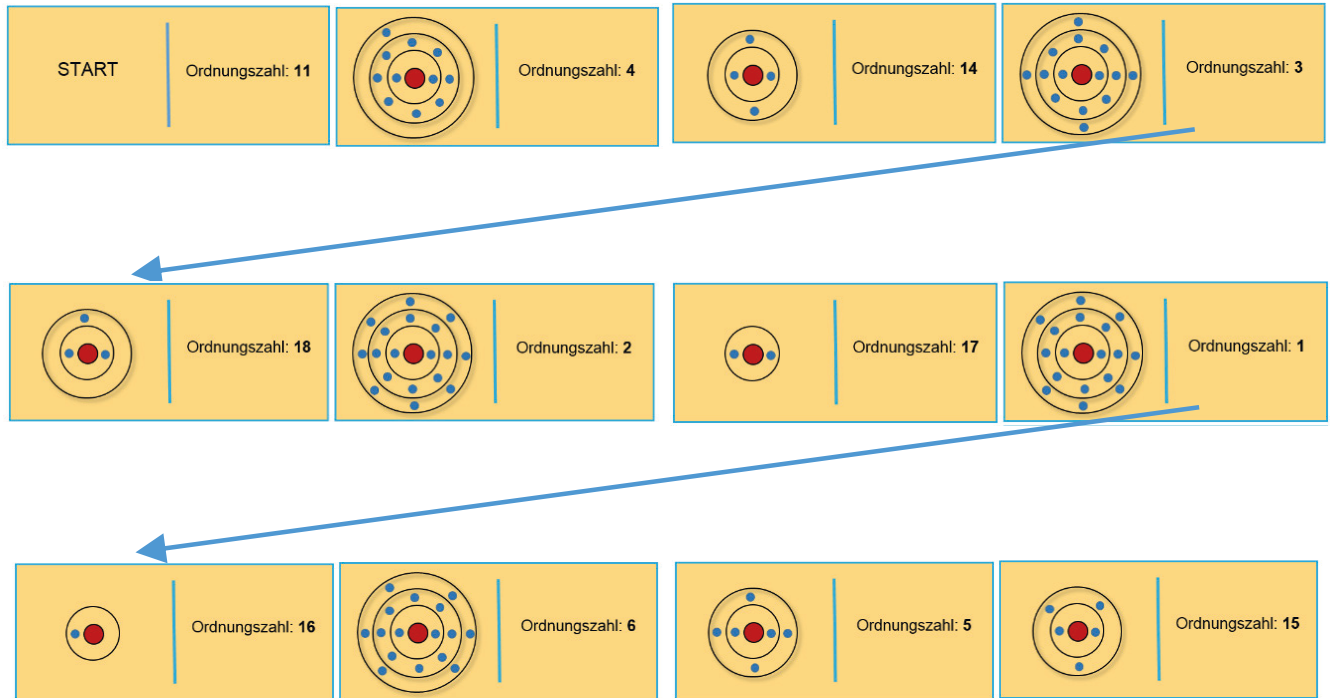 START
Ordnungszahl: 11
Ordnungszahl: 4
Ordnungszahl: 14
Ordnungszahl: 3
Ordnungszahl: 18
Ordnungszahl: 2
Ordnungszahl: 17
Ordnungszahl: 1
Ordnungszahl: 16
Ordnungszahl: 6
Ordnungszahl: 5
Ordnungszahl: 15